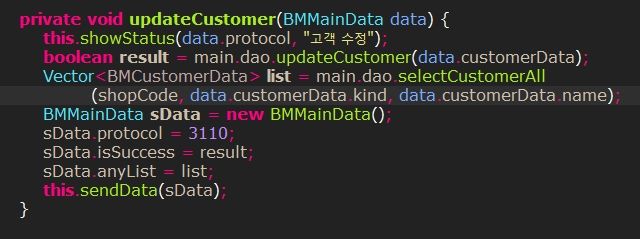 private void updateCustomer(BMMainData data) {
this.showStatus(data.protocol, "고객 수정");
boolean result = main.dao.updateCustomer(data.customerData);
Vector<BMCustomerData> list = main.dao.selectCustomerAll
(shopCode, data.customerData.kind, data.customerData.name);
BMMainData sData = new BMMainData();
sData.protocol = 3110;
sData.isSuccess = result;
sData.anyList = list;
this.sendData(sData);
}